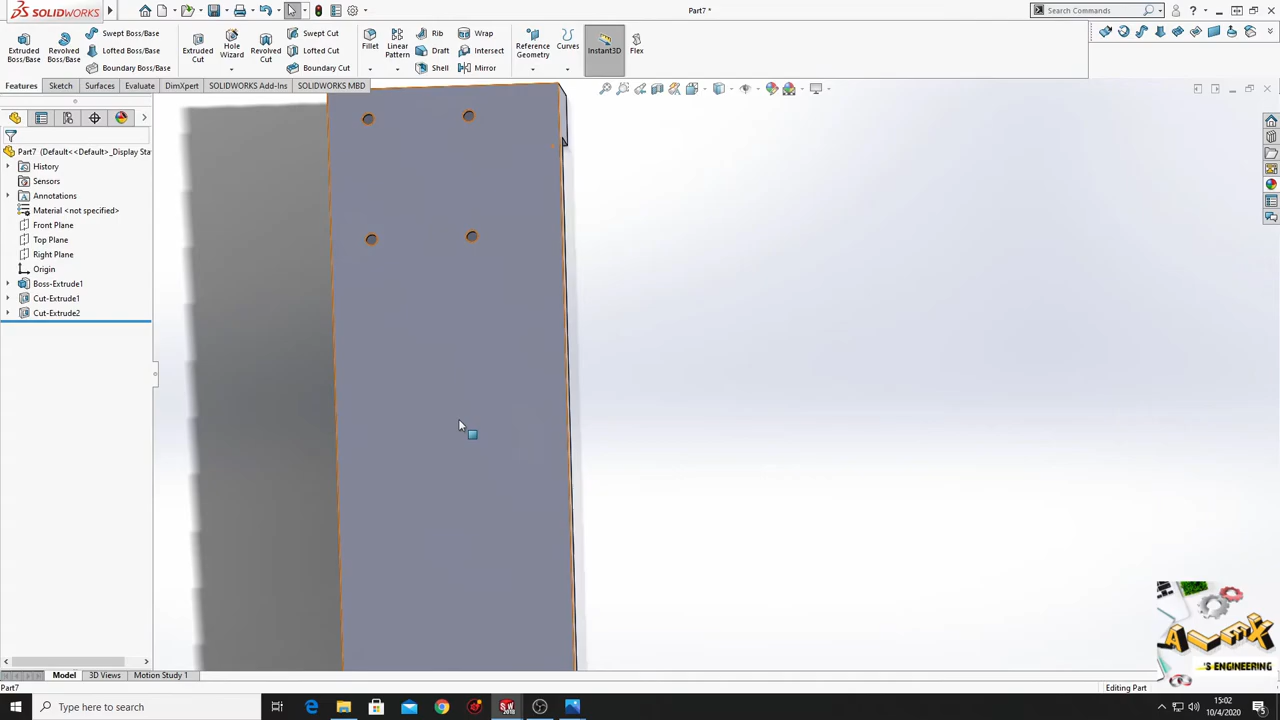 SOLIDWORKS
Part7 *
Search Commands
Extruded Boss/Base
Revolved Boss/Base
Swept Boss/Base
Lofted Boss/Base
Boundary Boss/Base
Extruded Cut
Hole Wizard
Revolved Cut
Swept Cut
Lofted Cut
Boundary Cut
Fillet
Linear Pattern
Rib
Draft
Shell
Wrap
Intersect
Mirror
Reference Geometry
Curves
Instant3D
Flex
Features
Sketch
Surfaces
Evaluate
DimXpert
SOLIDWORKS Add-Ins
SOLIDWORKS MBD
Part7 (Default<<Default>_Display Sta
History
Sensors
Annotations
Material <not specified>
Front Plane
Top Plane
Right Plane
Origin
Boss-Extrude1
Cut-Extrude1
Cut-Extrude2
ALMX
'S ENGINEERING
Model
3D Views
Motion Study 1
Part7
Editing Part
Type here to search
15:02
10/4/2020